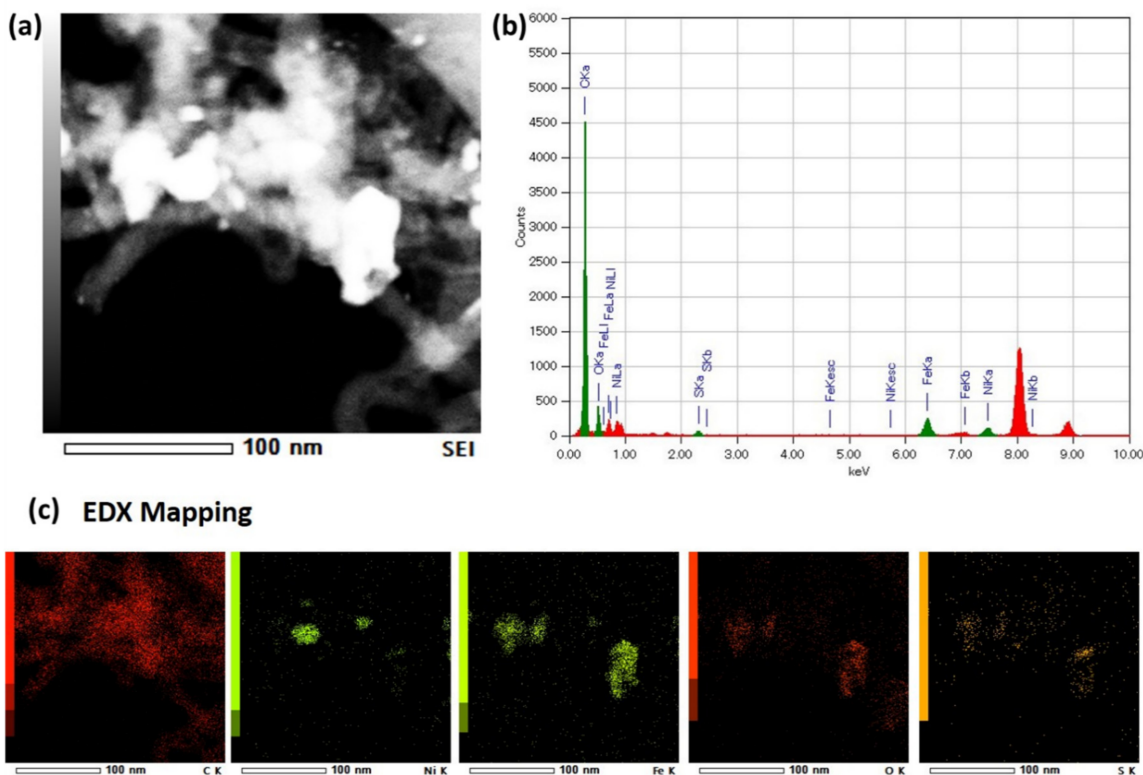 (a)
100 nm
SEI
(b)
6000
5500
5000
4500
4000
3500
3000
2500
2000
1500
1000
500
0
Counts
CKa
OKa
FeLl
FeLa
NiLl
NiLa
SKa
SKb
FeKesc
NiKesc
FeKa
FeKb
NiKa
NiKb
0.00 1.00 2.00 3.00 4.00 5.00 6.00 7.00 8.00 9.00 10.00
keV
(c) EDX Mapping
100 nm C K
100 nm Ni K
100 nm Fe K
100 nm O K
100 nm S K